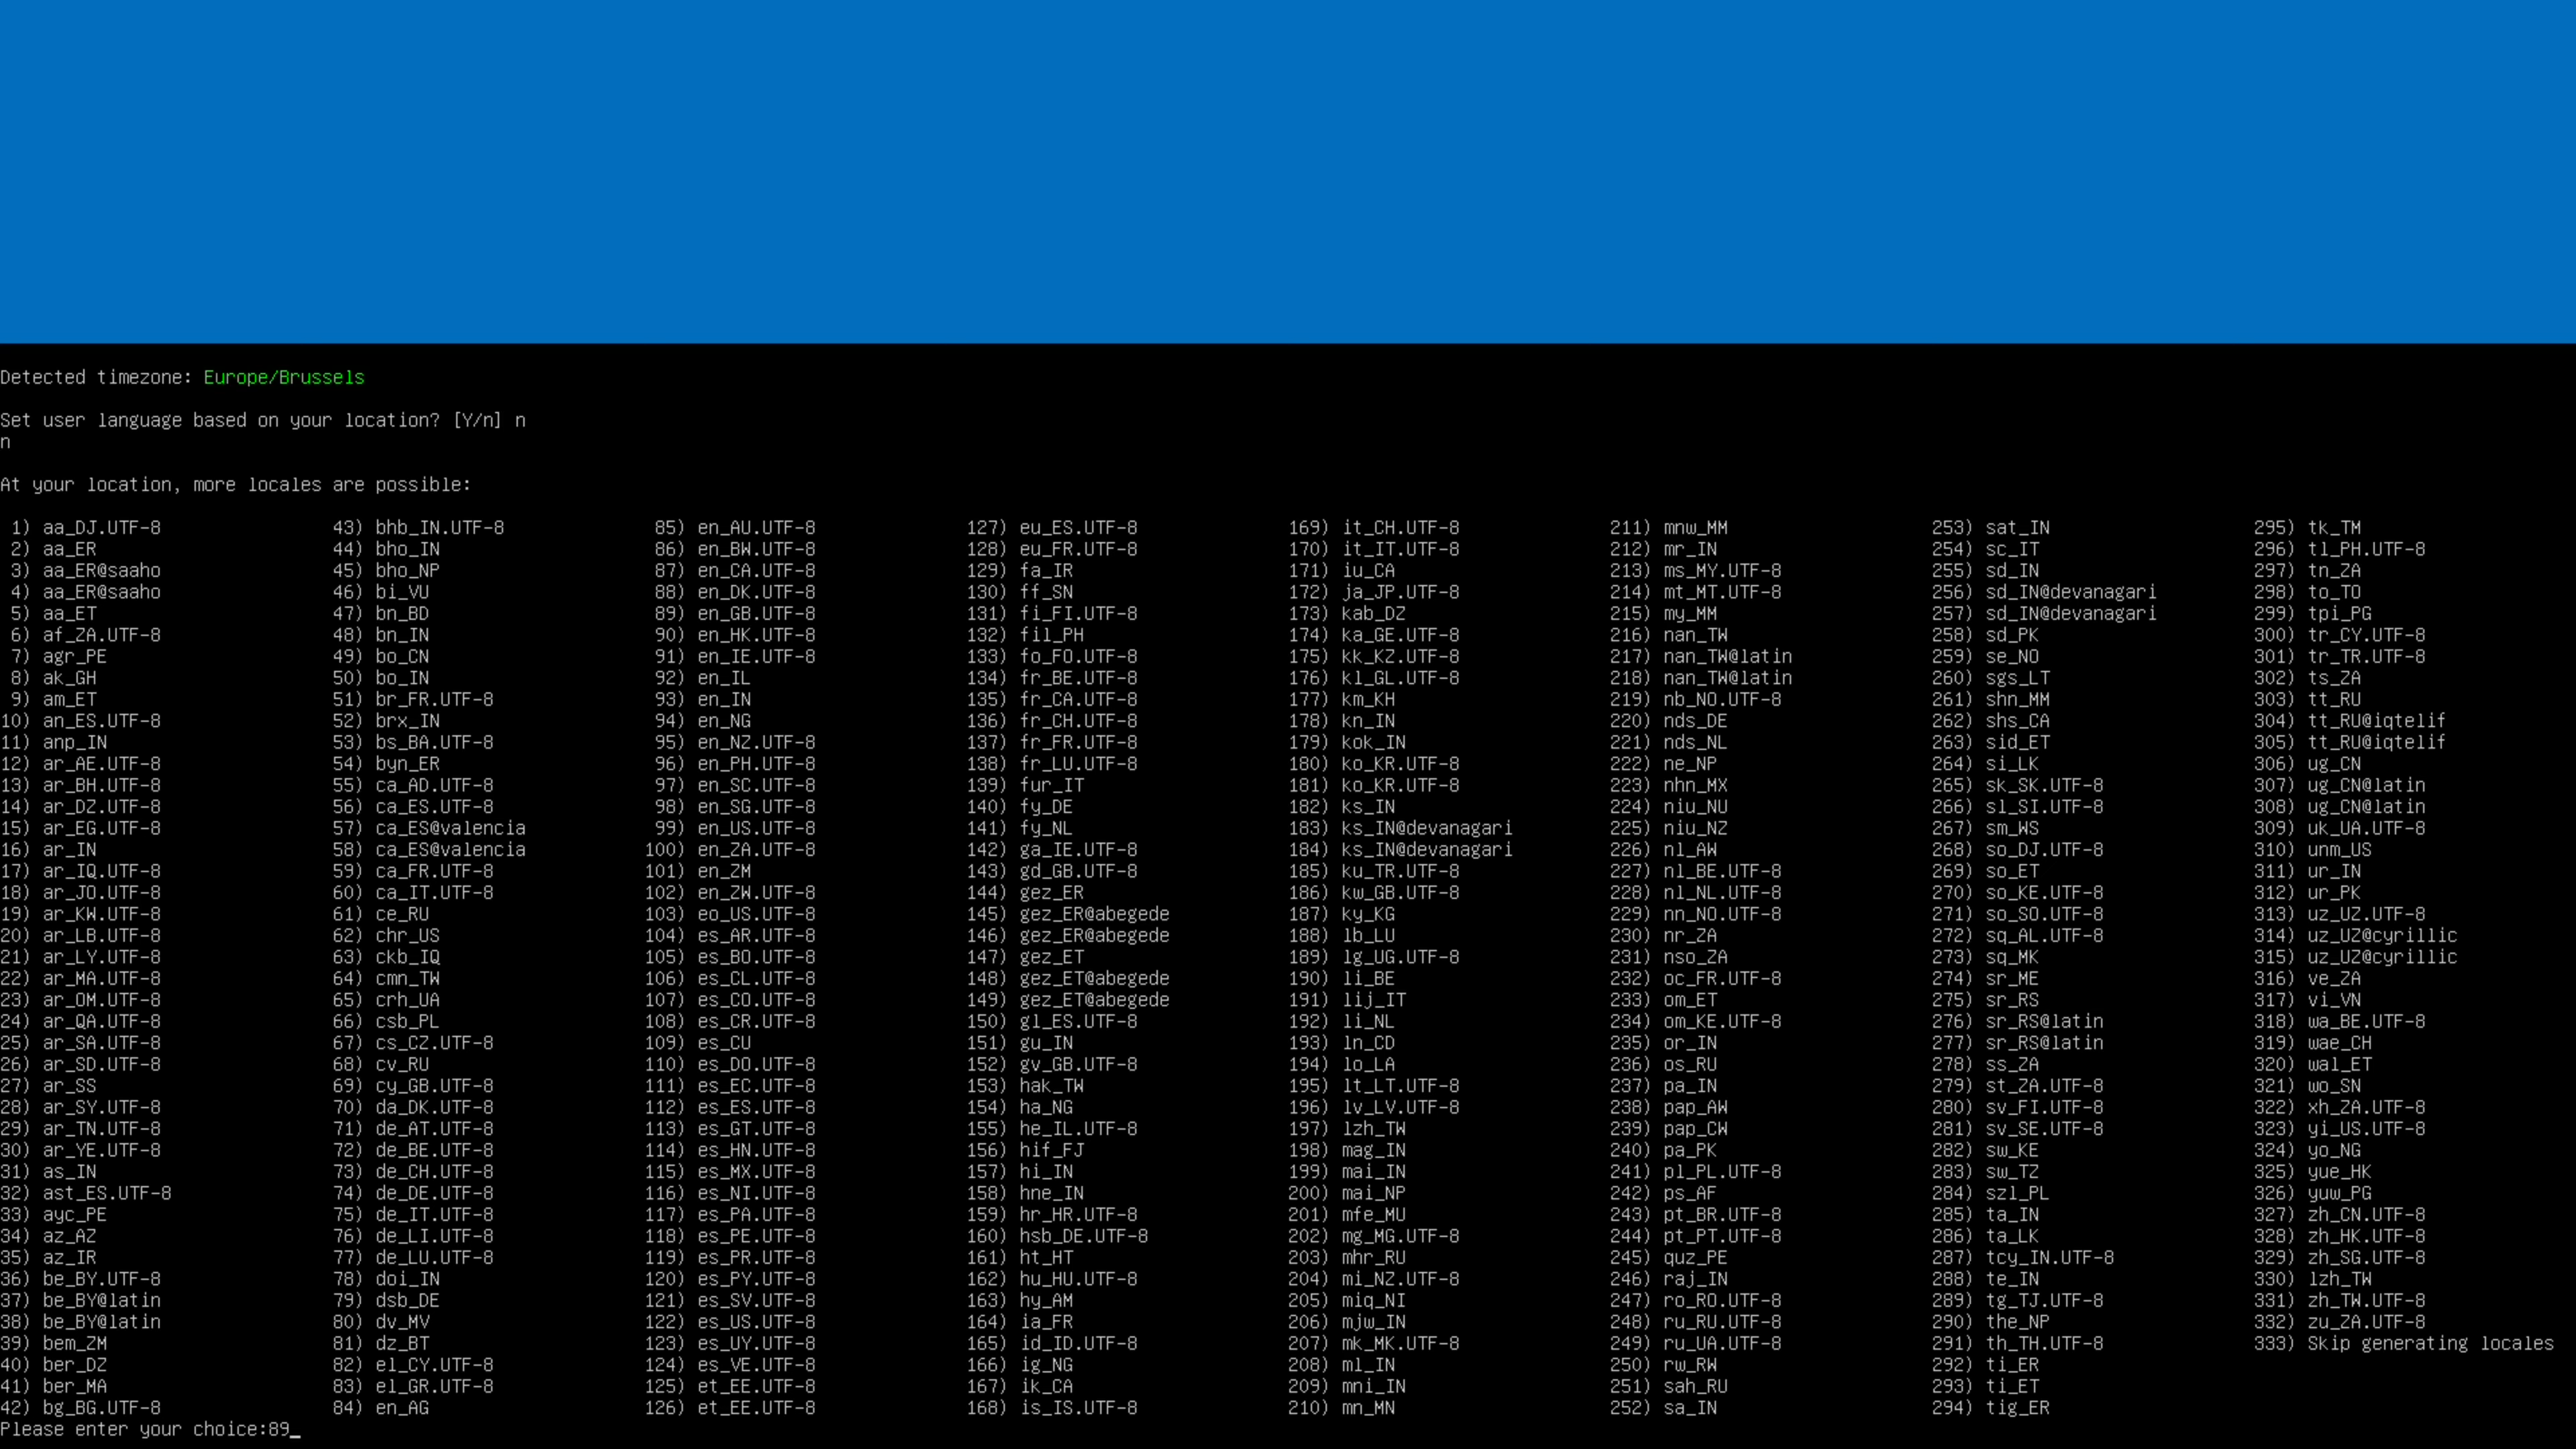 Detected timezone: Europe/Brussels
Set user language based on your location? [Y/n] n
n
At your location, more locales are possible:
1) aa_DJ.UTF-8 43) bhb_IN.UTF-8 85) en_AU.UTF-8 127) eu_ES.UTF-8 169) it_CH.UTF-8 211) mnw_MM 253) sat_IN 295) tk_TM
2) aa_ER 44) bho_IN 86) en_BW.UTF-8 128) eu_FR.UTF-8 170) it_IT.UTF-8 212) mr_IN 254) sc_IT 296) tl_PH.UTF-8
3) aa_ER@saaho 45) bho_NP 87) en_CA.UTF-8 129) fa_IR 171) iu_CA 213) ms_MY.UTF-8 255) sd_IN 297) tn_ZA
4) aa_ER@saaho 46) bi_VU 88) en_DK.UTF-8 130) ff_SN 172) ja_JP.UTF-8 214) mt_MT.UTF-8 256) sd_IN@devanagari 298) to_TO
5) aa_ET 47) bn_BD 89) en_GB.UTF-8 131) fi_FI.UTF-8 173) kab_DZ 215) my_MM 257) sd_IN@devanagari 299) tpi_PG
6) af_ZA.UTF-8 48) bn_IN 90) en_HK.UTF-8 132) fil_PH 174) ka_GE.UTF-8 216) nan_TW 258) sd_PK 300) tr_CY.UTF-8
7) agr_PE 49) bo_CN 91) en_IE.UTF-8 133) fo_FO.UTF-8 175) kk_KZ.UTF-8 217) nan_TW@latin 259) se_NO 301) tr_TR.UTF-8
8) ak_GH 50) bo_IN 92) en_IL 134) fr_BE.UTF-8 176) kl_GL.UTF-8 218) nan_TW@latin 260) sgs_LT 302) ts_ZA
9) am_ET 51) br_FR.UTF-8 93) en_IN 135) fr_CA.UTF-8 177) km_KH 219) nb_NO.UTF-8 261) shn_MM 303) tt_RU
10) an_ES.UTF-8 52) brx_IN 94) en_NG 136) fr_CH.UTF-8 178) kn_IN 220) nds_DE 262) shs_CA 304) tt_RU@iqtelif
11) anp_IN 53) bs_BA.UTF-8 95) en_NZ.UTF-8 137) fr_FR.UTF-8 179) kok_IN 221) nds_NL 263) sid_ET 305) tt_RU@iqtelif
12) ar_AE.UTF-8 54) byn_ER 96) en_PH.UTF-8 138) fr_LU.UTF-8 180) ko_KR.UTF-8 222) ne_NP 264) si_LK 306) ug_CN
13) ar_BH.UTF-8 55) ca_AD.UTF-8 97) en_SC.UTF-8 139) fur_IT 181) ko_KR.UTF-8 223) nhn_MX 265) sk_SK.UTF-8 307) ug_CN@latin
14) ar_DZ.UTF-8 56) ca_ES.UTF-8 98) en_SG.UTF-8 140) fy_DE 182) ks_IN 224) niu_NU 266) sl_SI.UTF-8 308) ug_CN@latin
15) ar_EG.UTF-8 57) ca_ES@valencia 99) en_US.UTF-8 141) fy_NL 183) ks_IN@devanagari 225) niu_NZ 267) sm_WS 309) uk_UA.UTF-8
16) ar_IN 58) ca_ES@valencia 100) en_ZA.UTF-8 142) ga_IE.UTF-8 184) ks_IN@devanagari 226) nl_AW 268) so_DJ.UTF-8 310) unm_US
17) ar_IQ.UTF-8 59) ca_FR.UTF-8 101) en_ZM 143) gd_GB.UTF-8 185) ku_TR.UTF-8 227) nl_BE.UTF-8 269) so_ET 311) ur_IN
18) ar_JO.UTF-8 60) ca_IT.UTF-8 102) en_ZW.UTF-8 144) gez_ER 186) kw_GB.UTF-8 228) nl_NL.UTF-8 270) so_KE.UTF-8 312) ur_PK
19) ar_KW.UTF-8 61) ce_RU 103) eo_US.UTF-8 145) gez_ER@abegede 187) ky_KG 229) nn_NO.UTF-8 271) so_SO.UTF-8 313) uz_UZ.UTF-8
20) ar_LB.UTF-8 62) chr_US 104) es_AR.UTF-8 146) gez_ER@abegede 188) lb_LU 230) nr_ZA 272) sq_AL.UTF-8 314) uz_UZ@cyrillic
21) ar_LY.UTF-8 63) ckb_IQ 105) es_BO.UTF-8 147) gez_ET 189) lg_UG.UTF-8 231) nso_ZA 273) sq_MK 315) uz_UZ@cyrillic
22) ar_MA.UTF-8 64) cmn_TW 106) es_CL.UTF-8 148) gez_ET@abegede 190) li_BE 232) oc_FR.UTF-8 274) sr_ME 316) ve_ZA
23) ar_OM.UTF-8 65) crh_UA 107) es_CO.UTF-8 149) gez_ET@abegede 191) lij_IT 233) om_ET 275) sr_RS 317) vi_VN
24) ar_QA.UTF-8 66) csb_PL 108) es_CR.UTF-8 150) gl_ES.UTF-8 192) li_NL 234) om_KE.UTF-8 276) sr_RS@latin 318) wa_BE.UTF-8
25) ar_SA.UTF-8 67) cs_CZ.UTF-8 109) es_CU 151) gu_IN 193) ln_CD 235) or_IN 277) sr_RS@latin 319) wae_CH
26) ar_SD.UTF-8 68) cv_RU 110) es_DO.UTF-8 152) gv_GB.UTF-8 194) lo_LA 236) os_RU 278) ss_ZA 320) wal_ET
27) ar_SS 69) cy_GB.UTF-8 111) es_EC.UTF-8 153) hak_TW 195) lt_LT.UTF-8 237) pa_IN 279) st_ZA.UTF-8 321) wo_SN
28) ar_SY.UTF-8 70) da_DK.UTF-8 112) es_ES.UTF-8 154) ha_NG 196) lv_LV.UTF-8 238) pap_AW 280) sv_FI.UTF-8 322) xh_ZA.UTF-8
29) ar_TN.UTF-8 71) de_AT.UTF-8 113) es_GT.UTF-8 155) he_IL.UTF-8 197) lzh_TW 239) pap_CW 281) sv_SE.UTF-8 323) yi_US.UTF-8
30) ar_YE.UTF-8 72) de_BE.UTF-8 114) es_HN.UTF-8 156) hif_FJ 198) mag_IN 240) pa_PK 282) sw_KE 324) yo_NG
31) as_IN 73) de_CH.UTF-8 115) es_MX.UTF-8 157) hi_IN 199) mai_IN 241) pl_PL.UTF-8 283) sw_TZ 325) yue_HK
32) ast_ES.UTF-8 74) de_DE.UTF-8 116) es_NI.UTF-8 158) hne_IN 200) mai_NP 242) ps_AF 284) szl_PL 326) yuw_PG
33) ayc_PE 75) de_IT.UTF-8 117) es_PA.UTF-8 159) hr_HR.UTF-8 201) mfe_MU 243) pt_BR.UTF-8 285) ta_IN 327) zh_CN.UTF-8
34) az_AZ 76) de_LI.UTF-8 118) es_PE.UTF-8 160) hsb_DE.UTF-8 202) mg_MG.UTF-8 244) pt_PT.UTF-8 286) ta_LK 328) zh_HK.UTF-8
35) az_IR 77) de_LU.UTF-8 119) es_PR.UTF-8 161) ht_HT 203) mhr_RU 245) quz_PE 287) tcy_IN.UTF-8 329) zh_SG.UTF-8
36) be_BY.UTF-8 78) doi_IN 120) es_PY.UTF-8 162) hu_HU.UTF-8 204) mi_NZ.UTF-8 246) raj_IN 288) te_IN 330) lzh_TW
37) be_BY@latin 79) dsb_DE 121) es_SV.UTF-8 163) hy_AM 205) miq_NI 247) ro_RO.UTF-8 289) tg_TJ.UTF-8 331) zh_TW.UTF-8
38) be_BY@latin 80) dv_MV 122) es_US.UTF-8 164) ia_FR 206) mjw_IN 248) ru_RU.UTF-8 290) the_NP 332) zu_ZA.UTF-8
39) bem_ZM 81) dz_BT 123) es_UY.UTF-8 165) id_ID.UTF-8 207) mk_MK.UTF-8 249) ru_UA.UTF-8 291) th_TH.UTF-8 333) Skip generating locales
40) ber_DZ 82) el_CY.UTF-8 124) es_VE.UTF-8 166) ig_NG 208) ml_IN 250) rw_RW 292) ti_ER
41) ber_MA 83) el_GR.UTF-8 125) et_EE.UTF-8 167) ik_CA 209) mni_IN 251) sah_RU 293) ti_ET
42) bg_BG.UTF-8 84) en_AG 126) et_EE.UTF-8 168) is_IS.UTF-8 210) mn_MN 252) sa_IN 294) tig_ER
Please enter your choice:89_